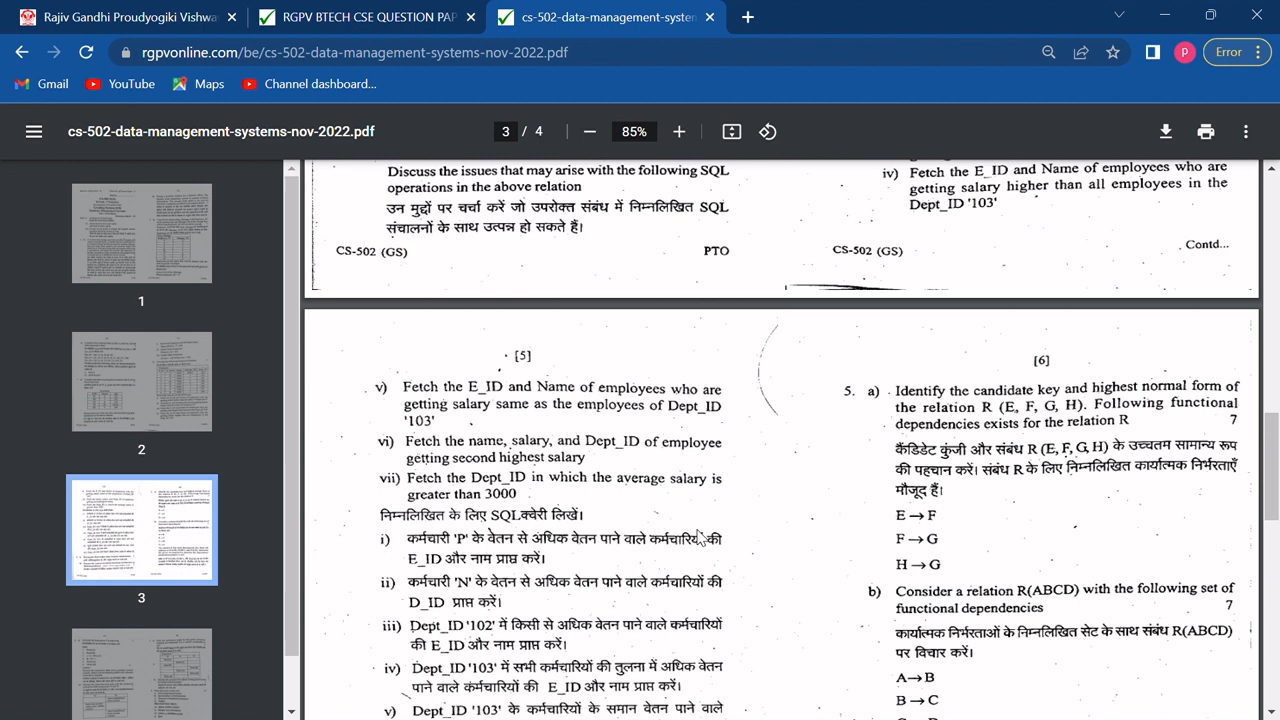 Rajiv Gandhi Proudyogiki Vishwa
RGPV BTECH CSE QUESTION PAP
cs-502-data-management-system
rgpvonline.com/be/cs-502-data-management-systems-nov-2022.pdf
P
Error
Gmail
YouTube
Maps
Channel dashboard...
cs-502-data-management-systems-nov-2022.pdf
3 / 4
85%
1
2
3
Discuss the issues that may arise with the following SQL
operations in the above relation
उन मुद्दों पर चर्चा करें जो उपरोक्त संबंध में निम्नलिखित SQL
संचालनों के साथ उत्पन्न हो सकते हैं।
CS-502 (GS)
PTO
iv) Fetch the E_ID and Name of employees who are
getting salary higher than all employees in the
Dept_ID '103'
CS-502 (GS)
Contd...
[5]
v) Fetch the E_ID and Name of employees who are
getting salary same as the employees of Dept_ID
'103'
vi) Fetch the name, salary, and Dept_ID of employee
getting second highest salary
vii) Fetch the Dept_ID in which the average salary is
greater than 3000
निम्नलिखित के लिए SQL क्वेरी लिखें।
i) कर्मचारी 'P' के वेतन से अधिक वेतन पाने वाले कर्मचारियों की
E_ID और नाम प्राप्त करें।
ii) कर्मचारी 'N' के वेतन से अधिक वेतन पाने वाले कर्मचारियों की
D_ID प्राप्त करें।
iii) Dept_ID '102' में किसी से अधिक वेतन पाने वाले कर्मचारियों
की E_ID और नाम प्राप्त करें।
iv) Dept_ID '103' में सभी कर्मचारियों की तुलना में अधिक वेतन
पाने वाले कर्मचारियों की E_ID और नाम प्राप्त करें।
v) Dept_ID '103' के कर्मचारियों के समान वेतन पाने वाले
[6]
5. a) Identify the candidate key and highest normal form of
the relation R (E, F, G, H). Following functional
dependencies exists for the relation R 7
कैंडिडेट कुंजी और संबंध R (E, F, G, H) के उच्चतम सामान्य रूप
की पहचान करें। संबंध R के लिए निम्नलिखित कार्यात्मक निर्भरताएँ
मौजूद हैं।
E → F
F → G
H → G
b) Consider a relation R(ABCD) with the following set of
functional dependencies 7
कार्यात्मक निर्भरताओं के निम्नलिखित सेट के साथ संबंध R(ABCD)
पर विचार करें।
A → B
B → C